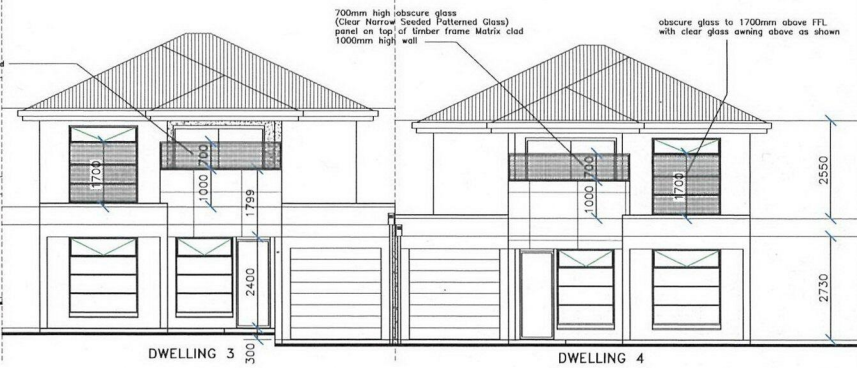 700mm high obscure glass
(Clear Narrow Seeded Patterned Glass)
panel on top of timber frame Matrix clad
1000mm high wall
obscure glass to 1700mm above FFL
with clear glass awning above as shown
d
1700
700
1000
1799
2400
300
700
1000
1700
2550
2730
DWELLING 3
DWELLING 4